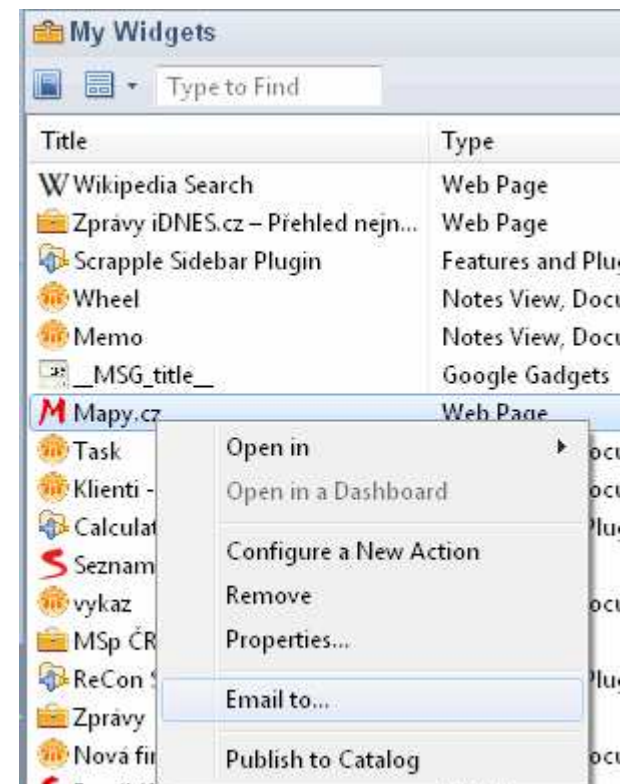 My Widgets
Type to Find
Title Type
Wikipedia Search Web Page
Zprávy iDNES.cz – Přehled nejn... Web Page
Scrapple Sidebar Plugin Features and Plug
Wheel Notes View, Docu
Memo Notes View, Docu
__MSG_title__ Google Gadgets
Mapy.cz Web Page
Task
Open in
Klienti -
Open in a Dashboard
Calculat
Configure a New Action
Seznam
Remove
vykaz
Properties...
MSp ČR
ReCon
Email to...
Zprávy
Nová fir
Publish to Catalog